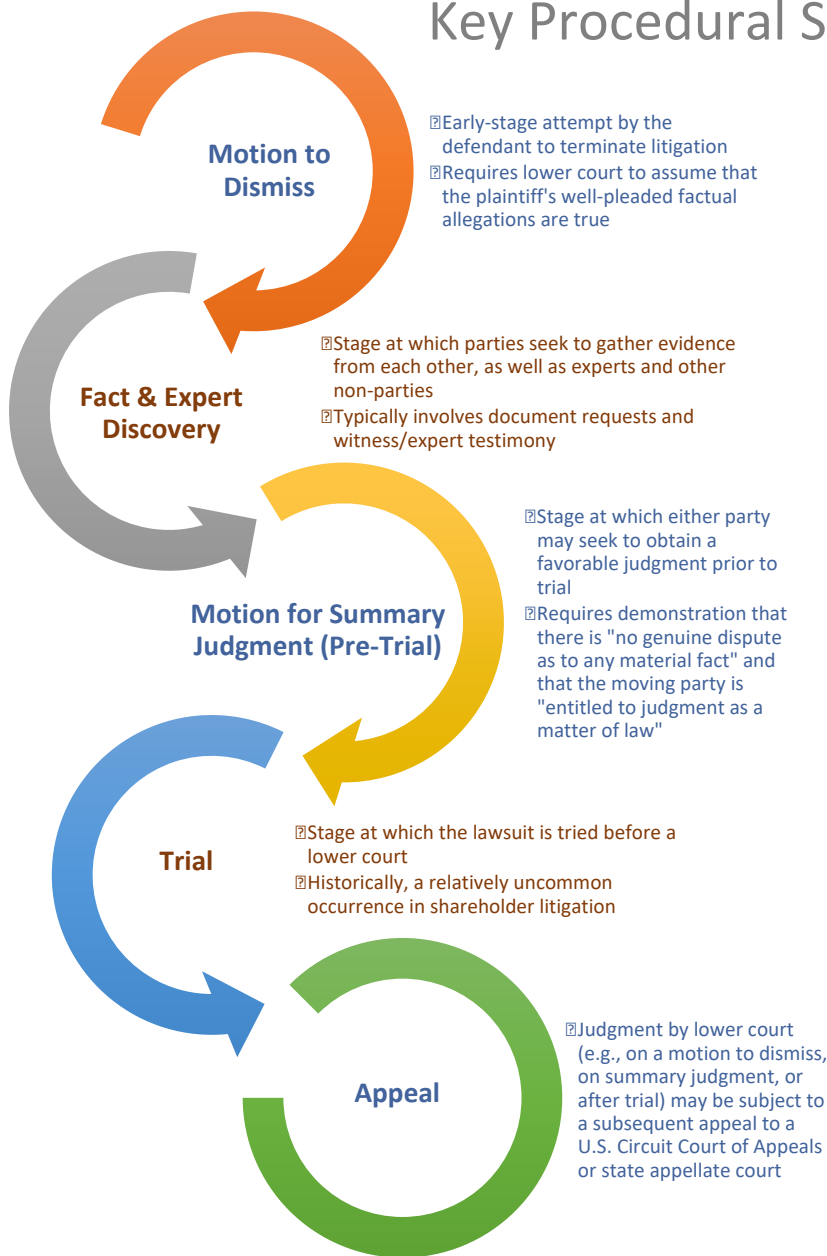 Key Procedural S
Motion to
Dismiss
⍰Early-stage attempt by the
defendant to terminate litigation
⍰Requires lower court to assume that
the plaintiff's well-pleaded factual
allegations are true
Fact & Expert
Discovery
⍰Stage at which parties seek to gather evidence
from each other, as well as experts and other
non-parties
⍰Typically involves document requests and
witness/expert testimony
Motion for Summary
Judgment (Pre-Trial)
⍰Stage at which either party
may seek to obtain a
favorable judgment prior to
trial
⍰Requires demonstration that
there is "no genuine dispute
as to any material fact" and
that the moving party is
"entitled to judgment as a
matter of law"
Trial
⍰Stage at which the lawsuit is tried before a
lower court
⍰Historically, a relatively uncommon
occurrence in shareholder litigation
Appeal
⍰Judgment by lower court
(e.g., on a motion to dismiss,
on summary judgment, or
after trial) may be subject to
a subsequent appeal to a
U.S. Circuit Court of Appeals
or state appellate court